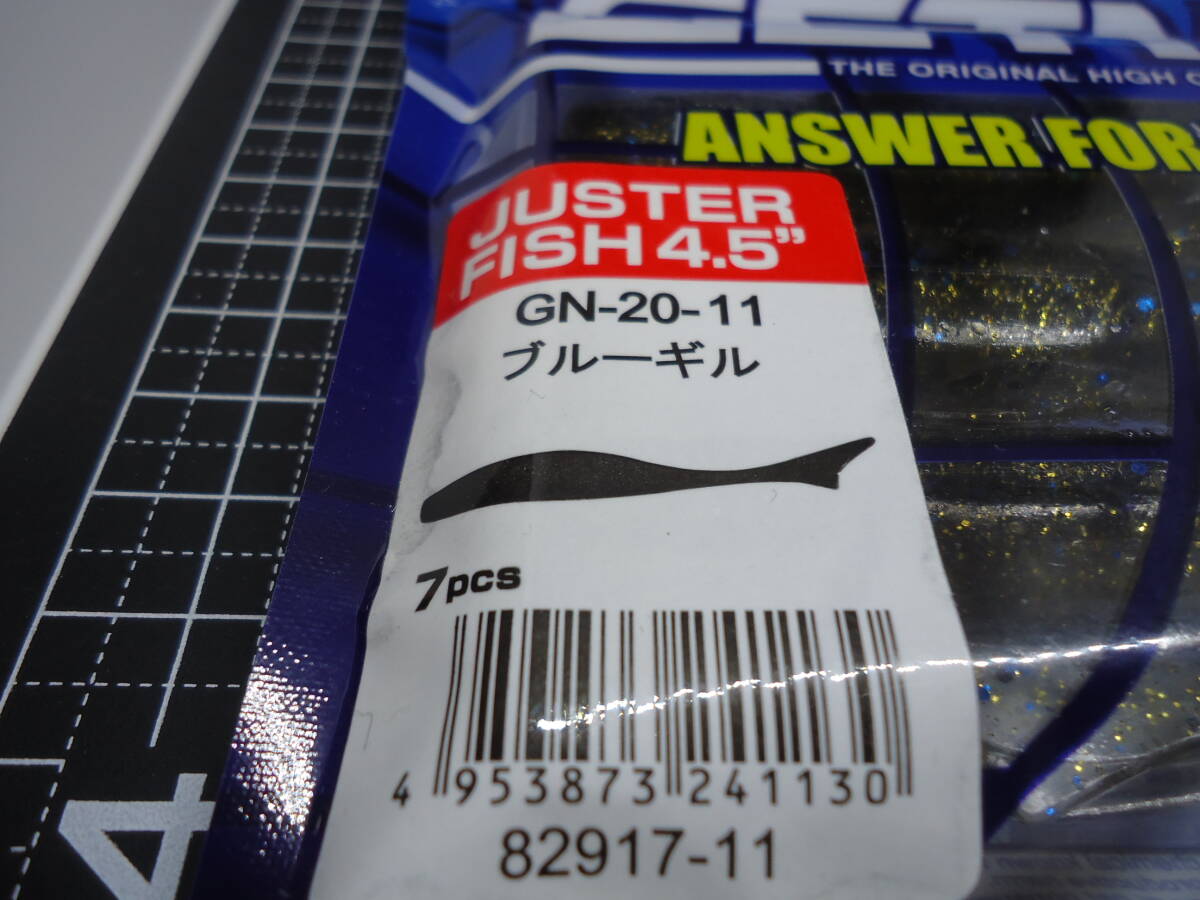 THE ORIGINAL HIGH
ANSWER FOR
JUSTER
FISH 4.5”
GN-20-11
ブルーギル
7pcs
4 953873 241130
82917-11
4